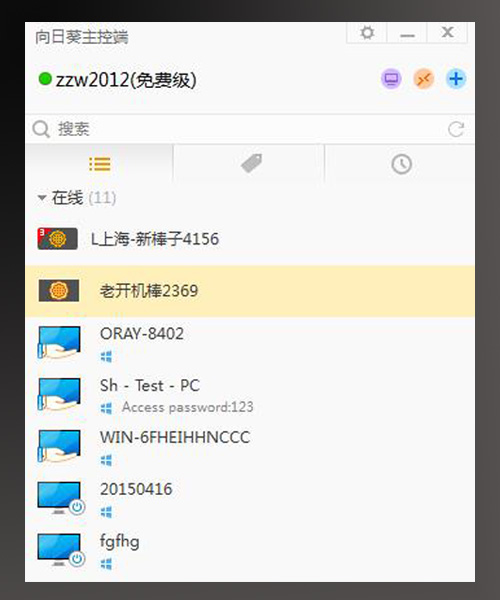 向日葵主控端
zzw2012(免费级)
搜索
在线 (11)
3
L上海-新棒子4156
老开机棒2369
ORAY-8402
Sh - Test - PC
Access password:123
WIN-6FHEIHHNCCC
20150416
fgfhg